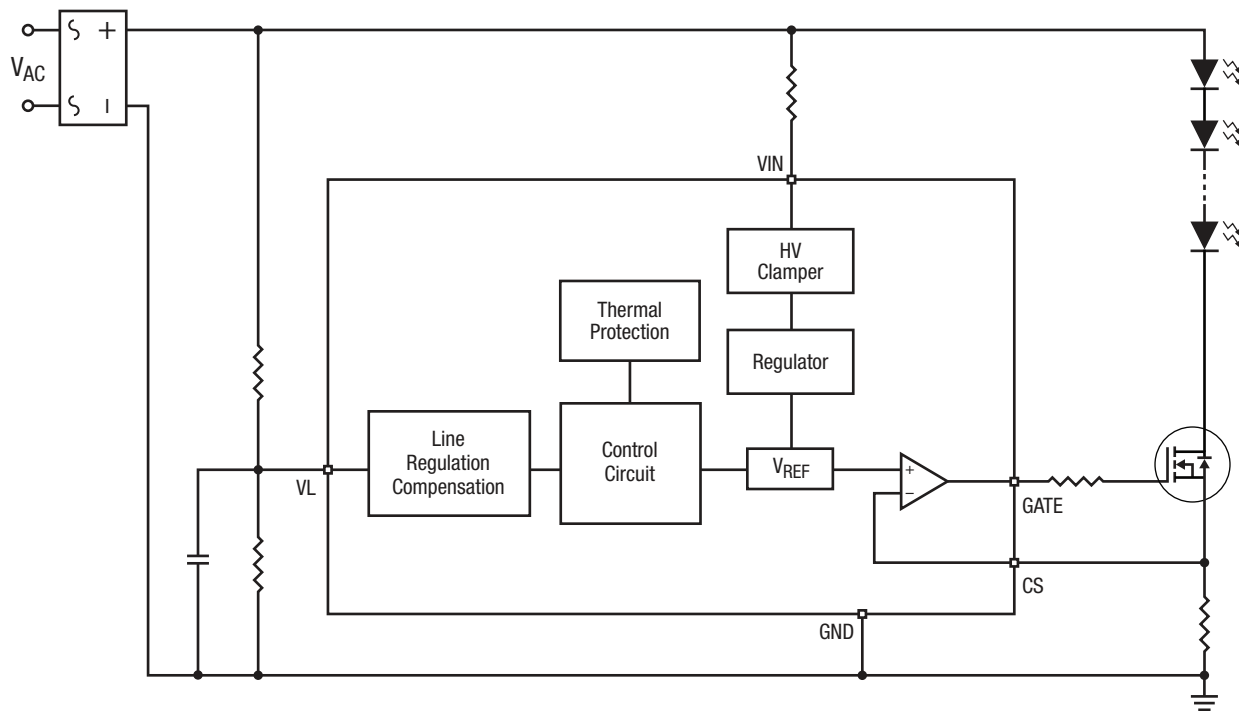 +
VAC
−
VIN
HV
Clamper
Thermal
Protection
Regulator
Line
Regulation
Compensation
Control
Circuit
VREF
+
−
VL
GATE
CS
GND